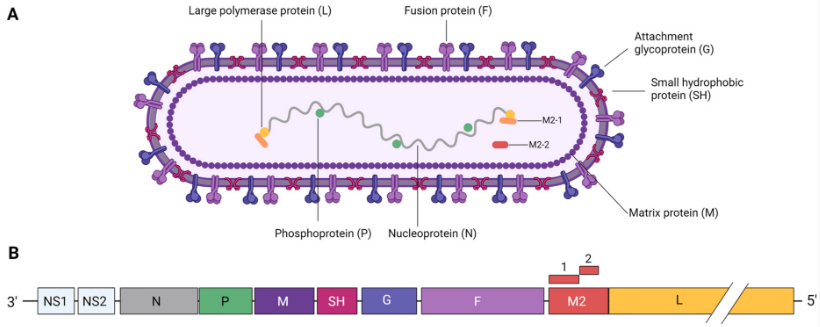 A
Large polymerase protein (L)
Fusion protein (F)
Attachment
glycoprotein (G)
Small hydrophobic
protein (SH)
M2-1
M2-2
Matrix protein (M)
Phosphoprotein (P)
Nucleoprotein (N)
B
1
2
3' NS1 NS2 N P M SH G F M2 L 5'